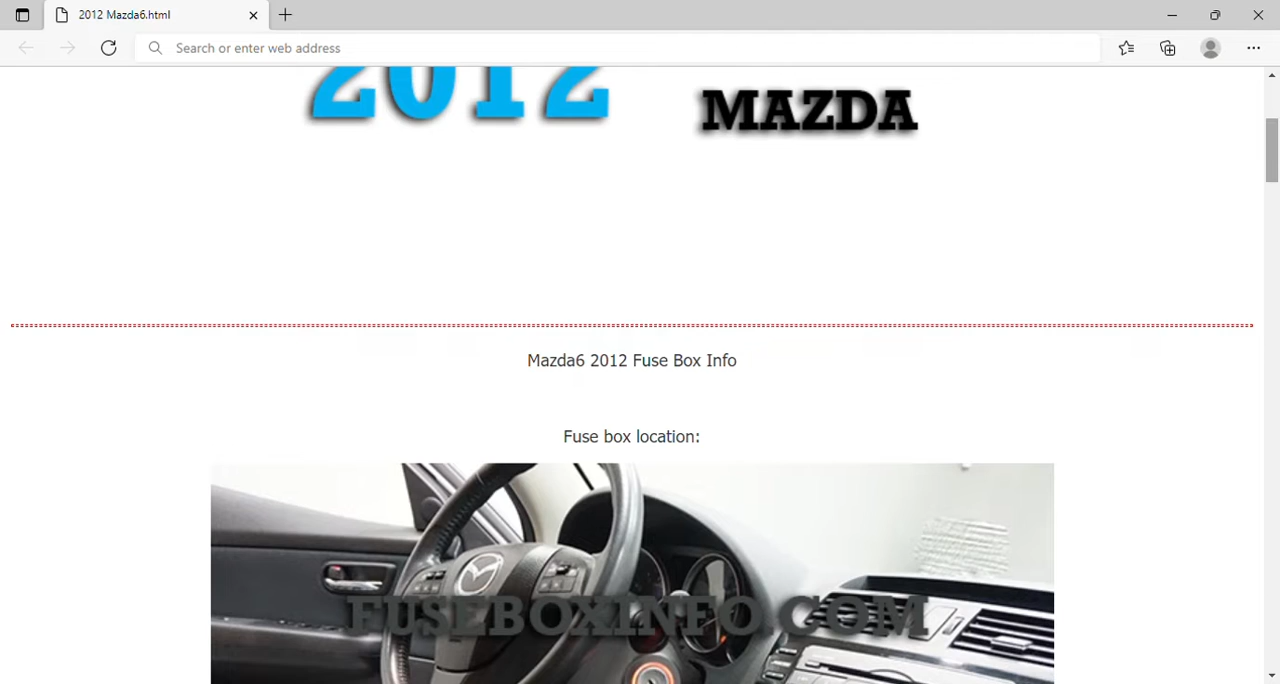 2012 Mazda6.html
Search or enter web address
2012
MAZDA
Mazda6 2012 Fuse Box Info
Fuse box location:
FUSEBOXINFO.COM